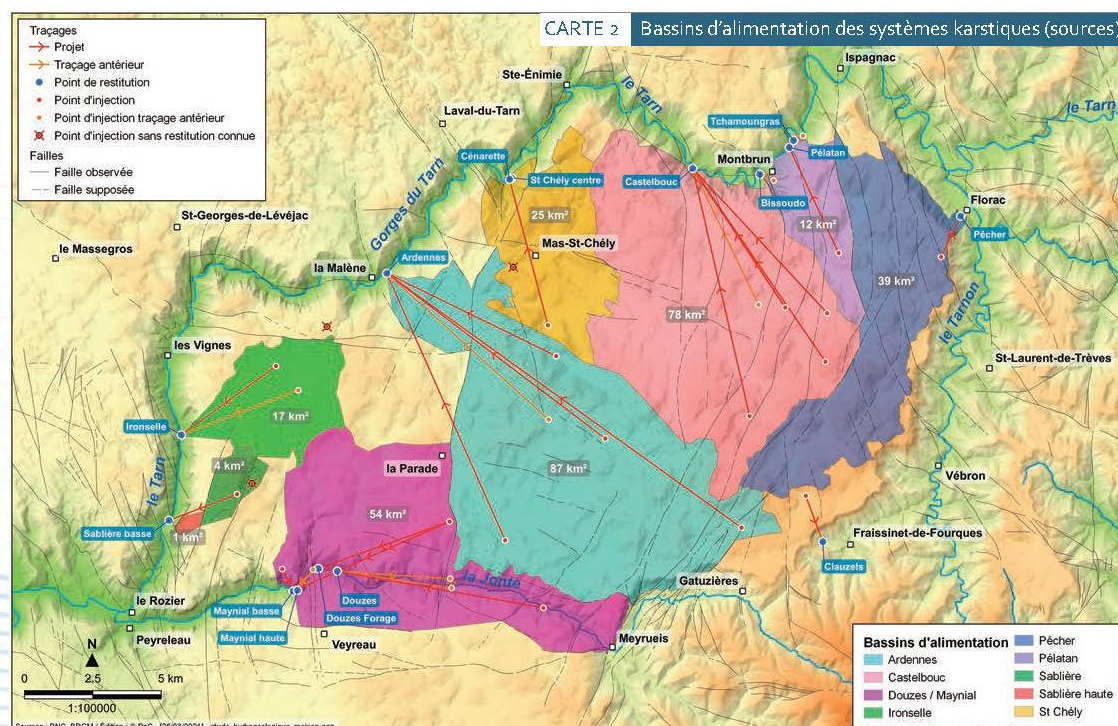 CARTE 2 Bassins d'alimentation des systèmes karstiques (sources)
Traçages
Projet
Traçage antérieur
Point de restitution
Point d'injection
Point d'injection traçage antérieur
Point d'injection sans restitution connue
Failles
Faille observée
Faille supposée
Ispagnac
Ste-Énimie
le Tarn
le Tarn
Laval-du-Tarn
Tchamoungras
Cénarette
Montbrun
Pélatan
St Chély centre
Castelbouc
Bissoudo
Gorges du Tarn
Florac
St-Georges-de-Lévéjac
25 km²
12 km²
Pêcher
le Massegros
Mas-St-Chély
Ardennes
la Malène
39 km²
78 km²
le Tarnon
les Vignes
St-Laurent-de-Trèves
17 km²
Ironselle
4 km²
la Parade
87 km²
Vébron
le Tarn
54 km²
Sablière basse
1 km²
Fraissinet-de-Fourques
Clauzels
la Jonte
Gatuzières
le Rozier
Maynial basse
Douzes
Douzes Forage
Peyreleau
Maynial haute
Veyreau
Meyrueis
N
0 2.5 5 km
1:100000
Bassins d'alimentation
Ardennes
Castelbouc
Douzes / Maynial
Ironselle
Pêcher
Pélatan
Sablière
Sablière haute
St Chély